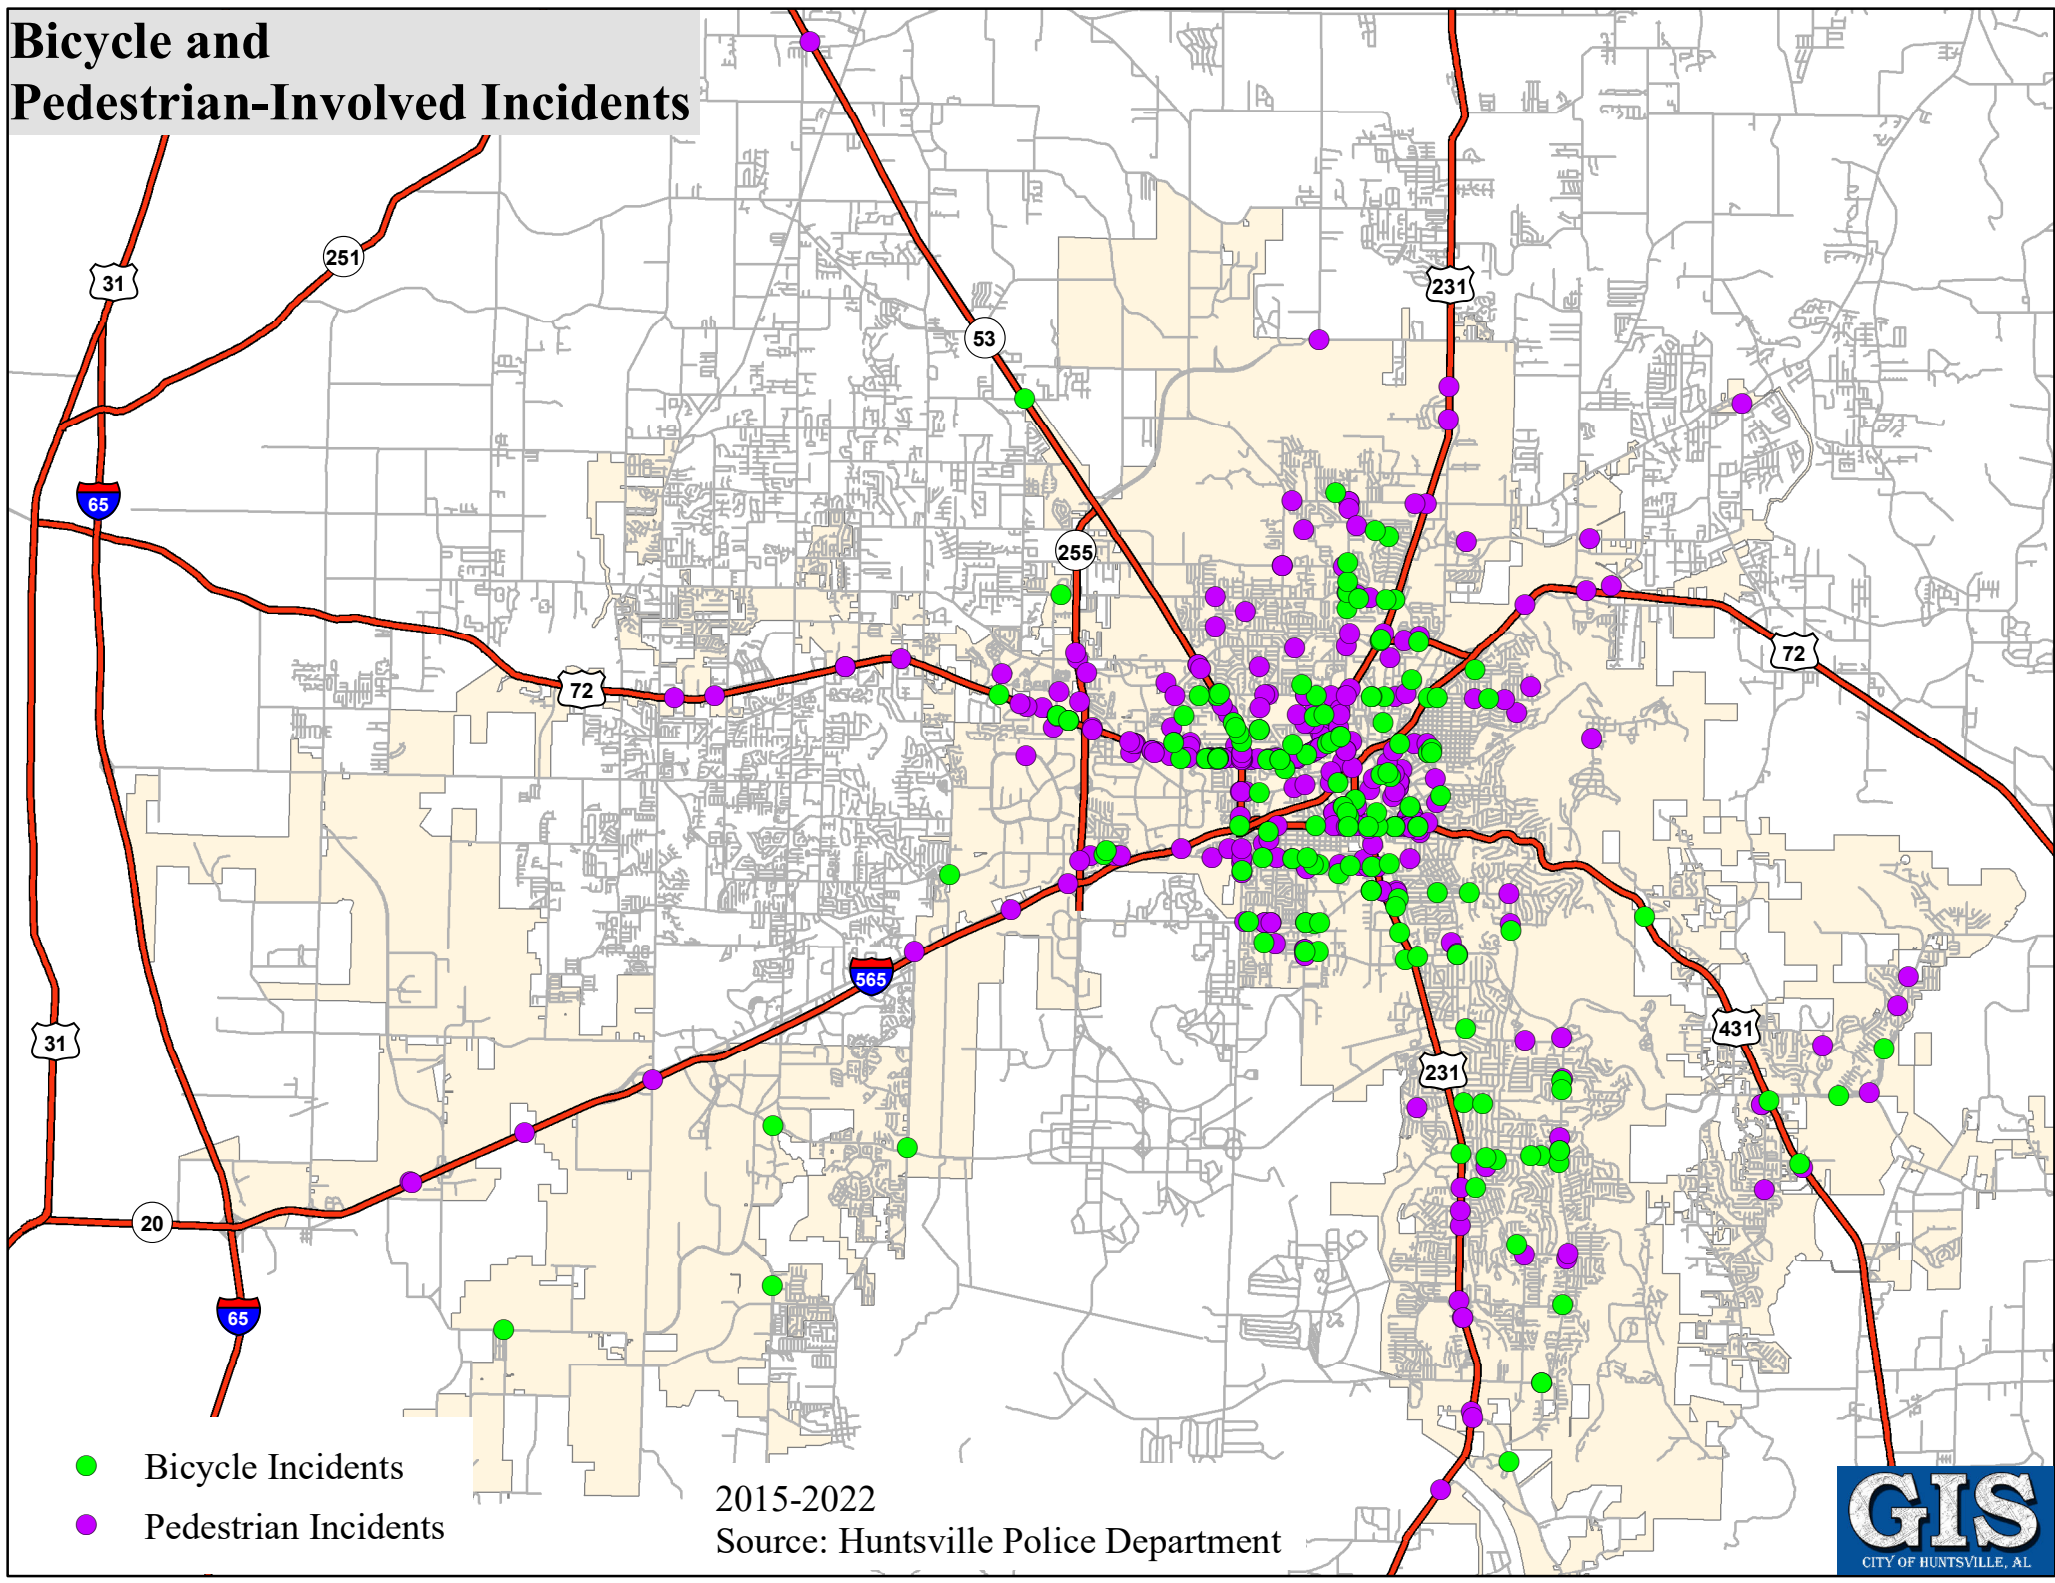 Bicycle and
Pedestrian-Involved Incidents
251
31
231
53
65
255
72
72
565
31
431
231
20
65
Bicycle Incidents
Pedestrian Incidents
2015-2022
Source: Huntsville Police Department
GIS
CITY OF HUNTSVILLE, AL